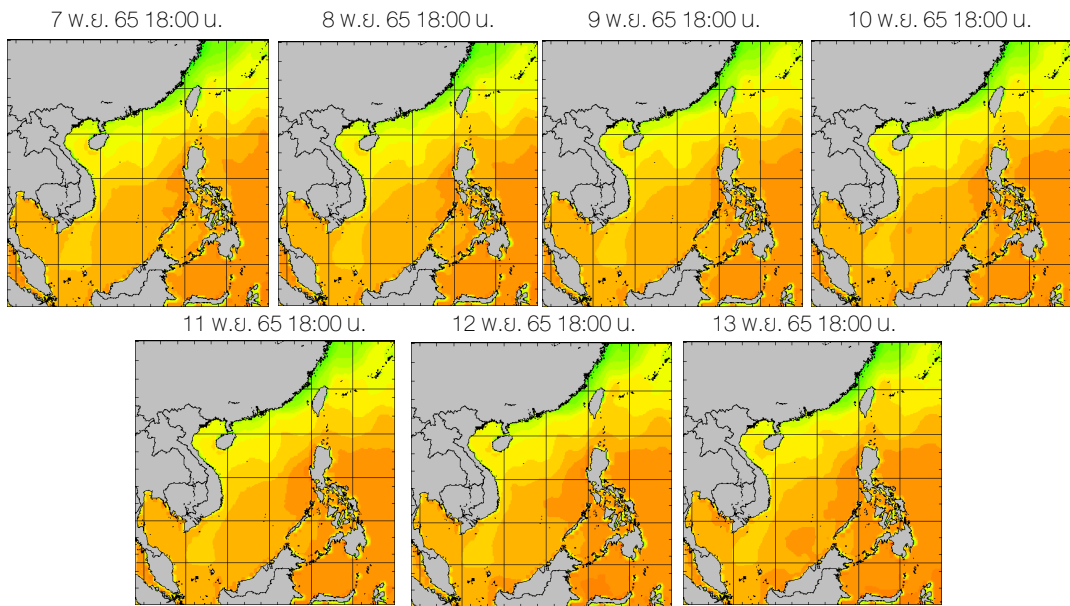 7 พ.ย. 65 18:00 น.
8 พ.ย. 65 18:00 น.
9 พ.ย. 65 18:00 น.
10 พ.ย. 65 18:00 น.
11 พ.ย. 65 18:00 น.
12 พ.ย. 65 18:00 น.
13 พ.ย. 65 18:00 น.